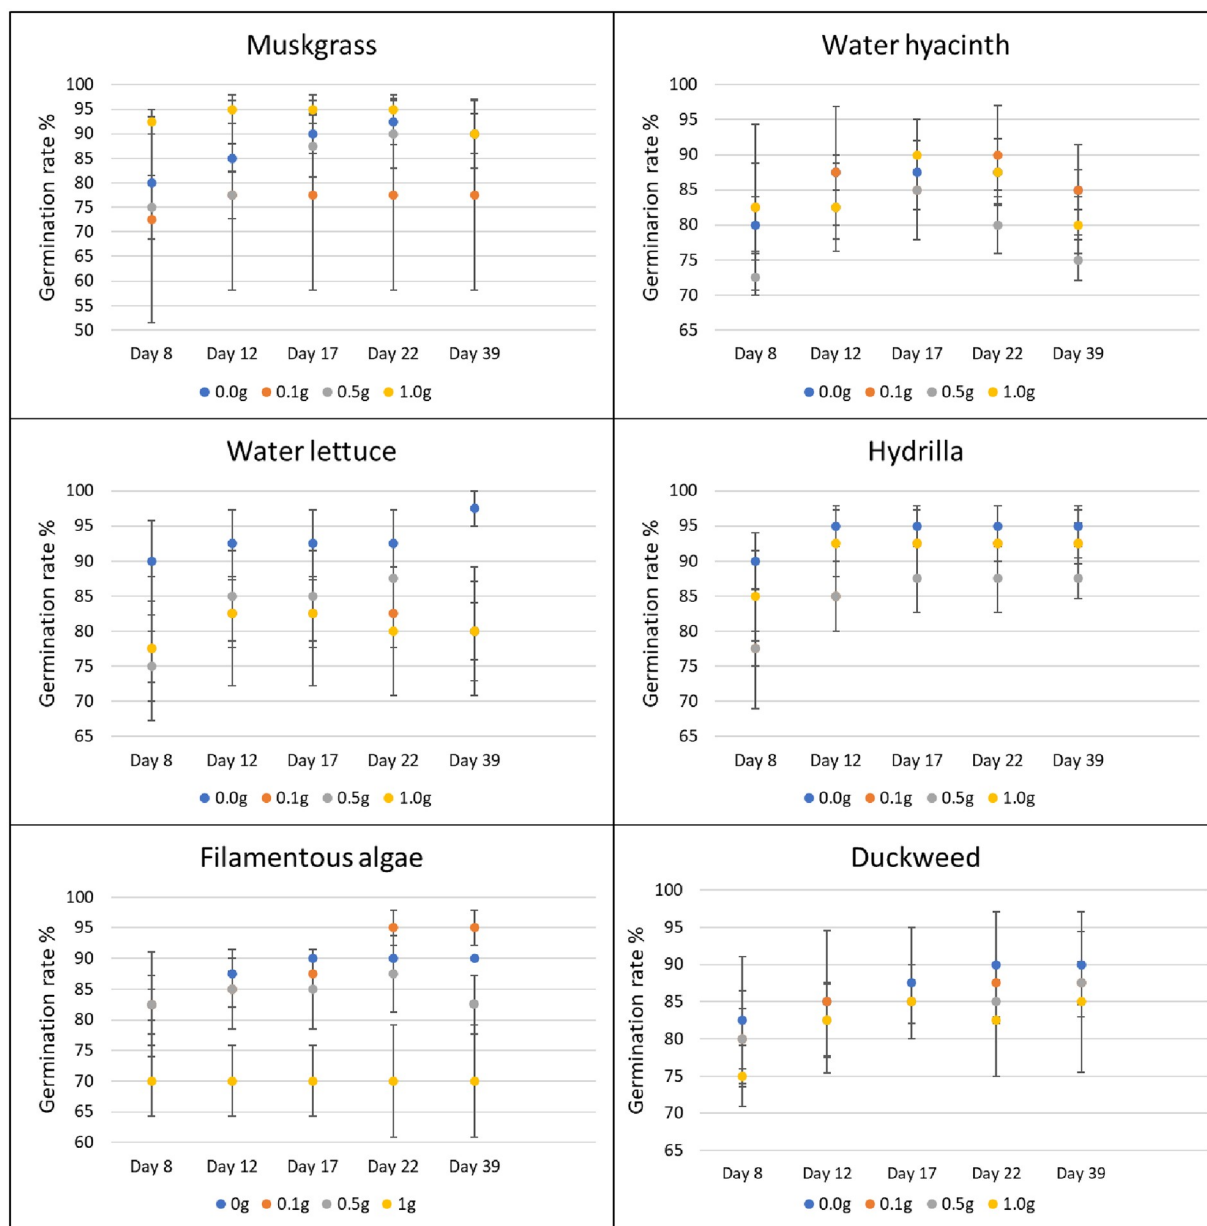 Muskgrass
Germination rate %
100
95
90
85
80
75
70
65
60
55
50
Day 8 Day 12 Day 17 Day 22 Day 39
0.0g 0.1g 0.5g 1.0g
Water hyacinth
Germinarion rate %
100
95
90
85
80
75
70
65
Day 8 Day 12 Day 17 Day 22 Day 39
0.0g 0.1g 0.5g 1.0g
Water lettuce
Germination rate %
100
95
90
85
80
75
70
65
Day 8 Day 12 Day 17 Day 22 Day 39
0.0g 0.1g 0.5g 1.0g
Hydrilla
Germination rate %
100
95
90
85
80
75
70
65
Day 8 Day 12 Day 17 Day 22 Day 39
0.0g 0.1g 0.5g 1.0g
Filamentous algae
Germination rate %
100
95
90
85
80
75
70
65
60
Day 8 Day 12 Day 17 Day 22 Day 39
0g 0.1g 0.5g 1g
Duckweed
Germination rate %
100
95
90
85
80
75
70
65
Day 8 Day 12 Day 17 Day 22 Day 39
0.0g 0.1g 0.5g 1.0g